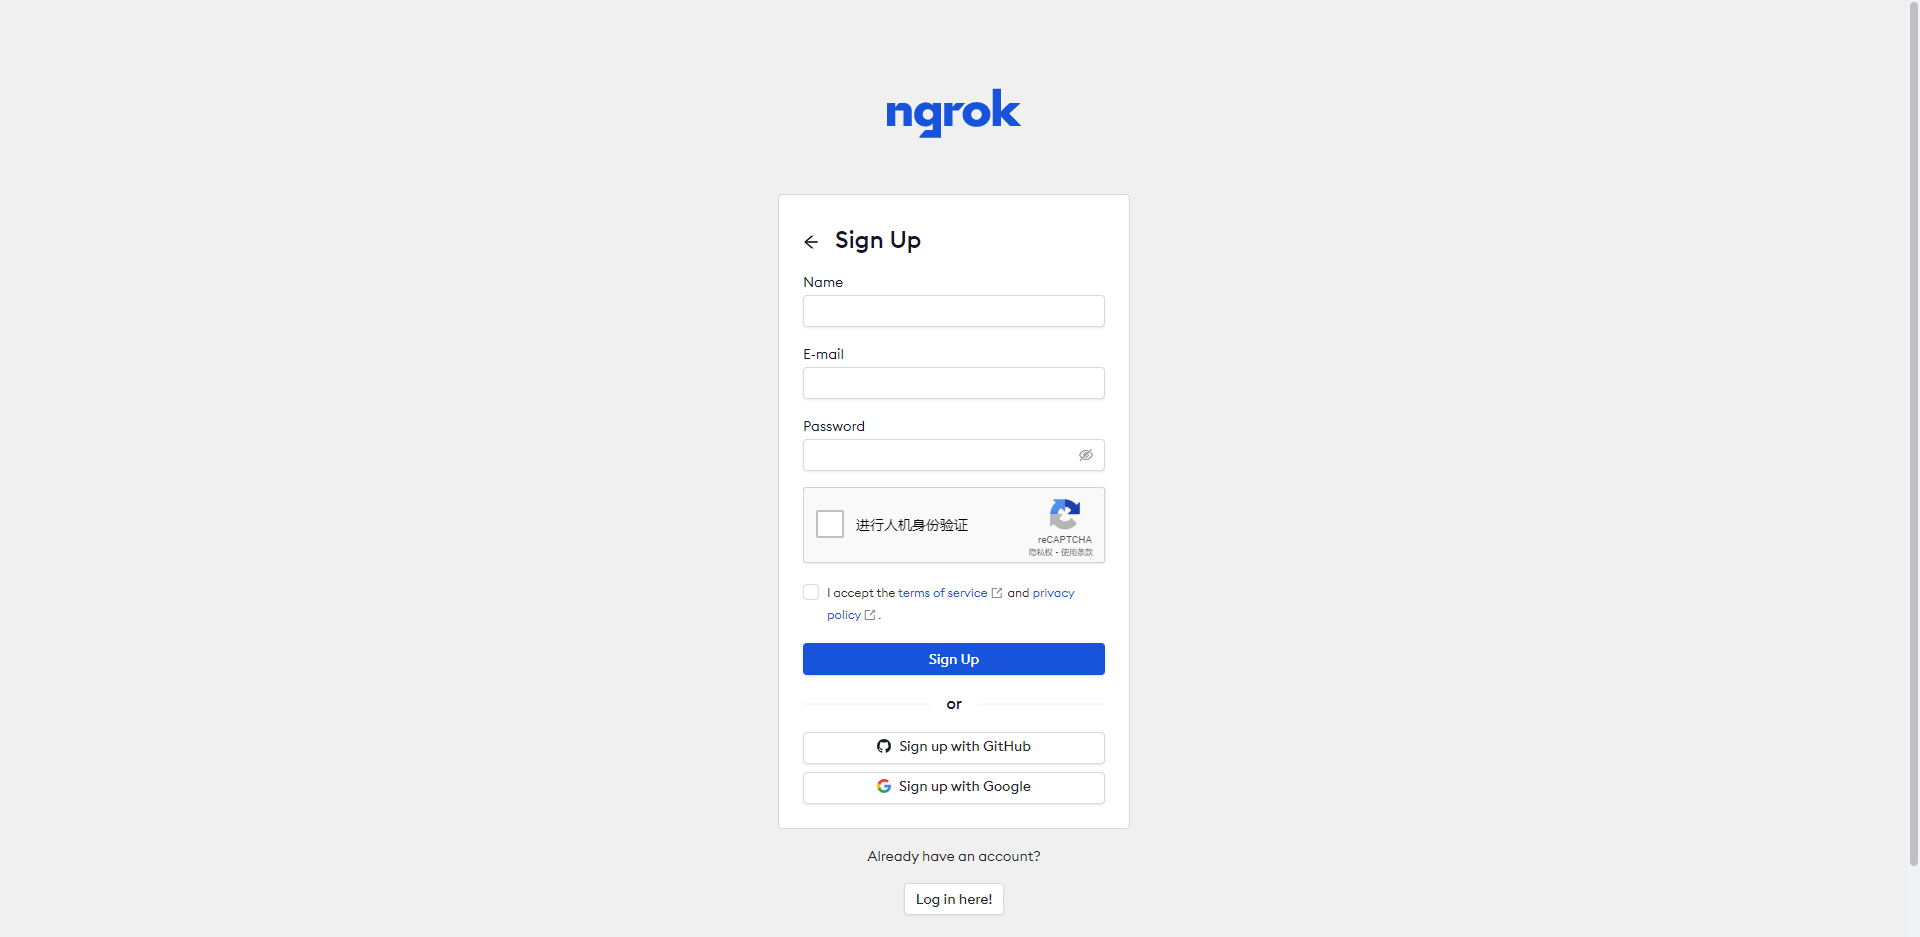 ngrok
Sign Up
Name
E-mail
Password
进行人机身份验证
reCAPTCHA
隐私权 - 使用条款
I accept the terms of service and privacy
policy .
Sign Up
or
Sign up with GitHub
Sign up with Google
Already have an account?
Log in here!